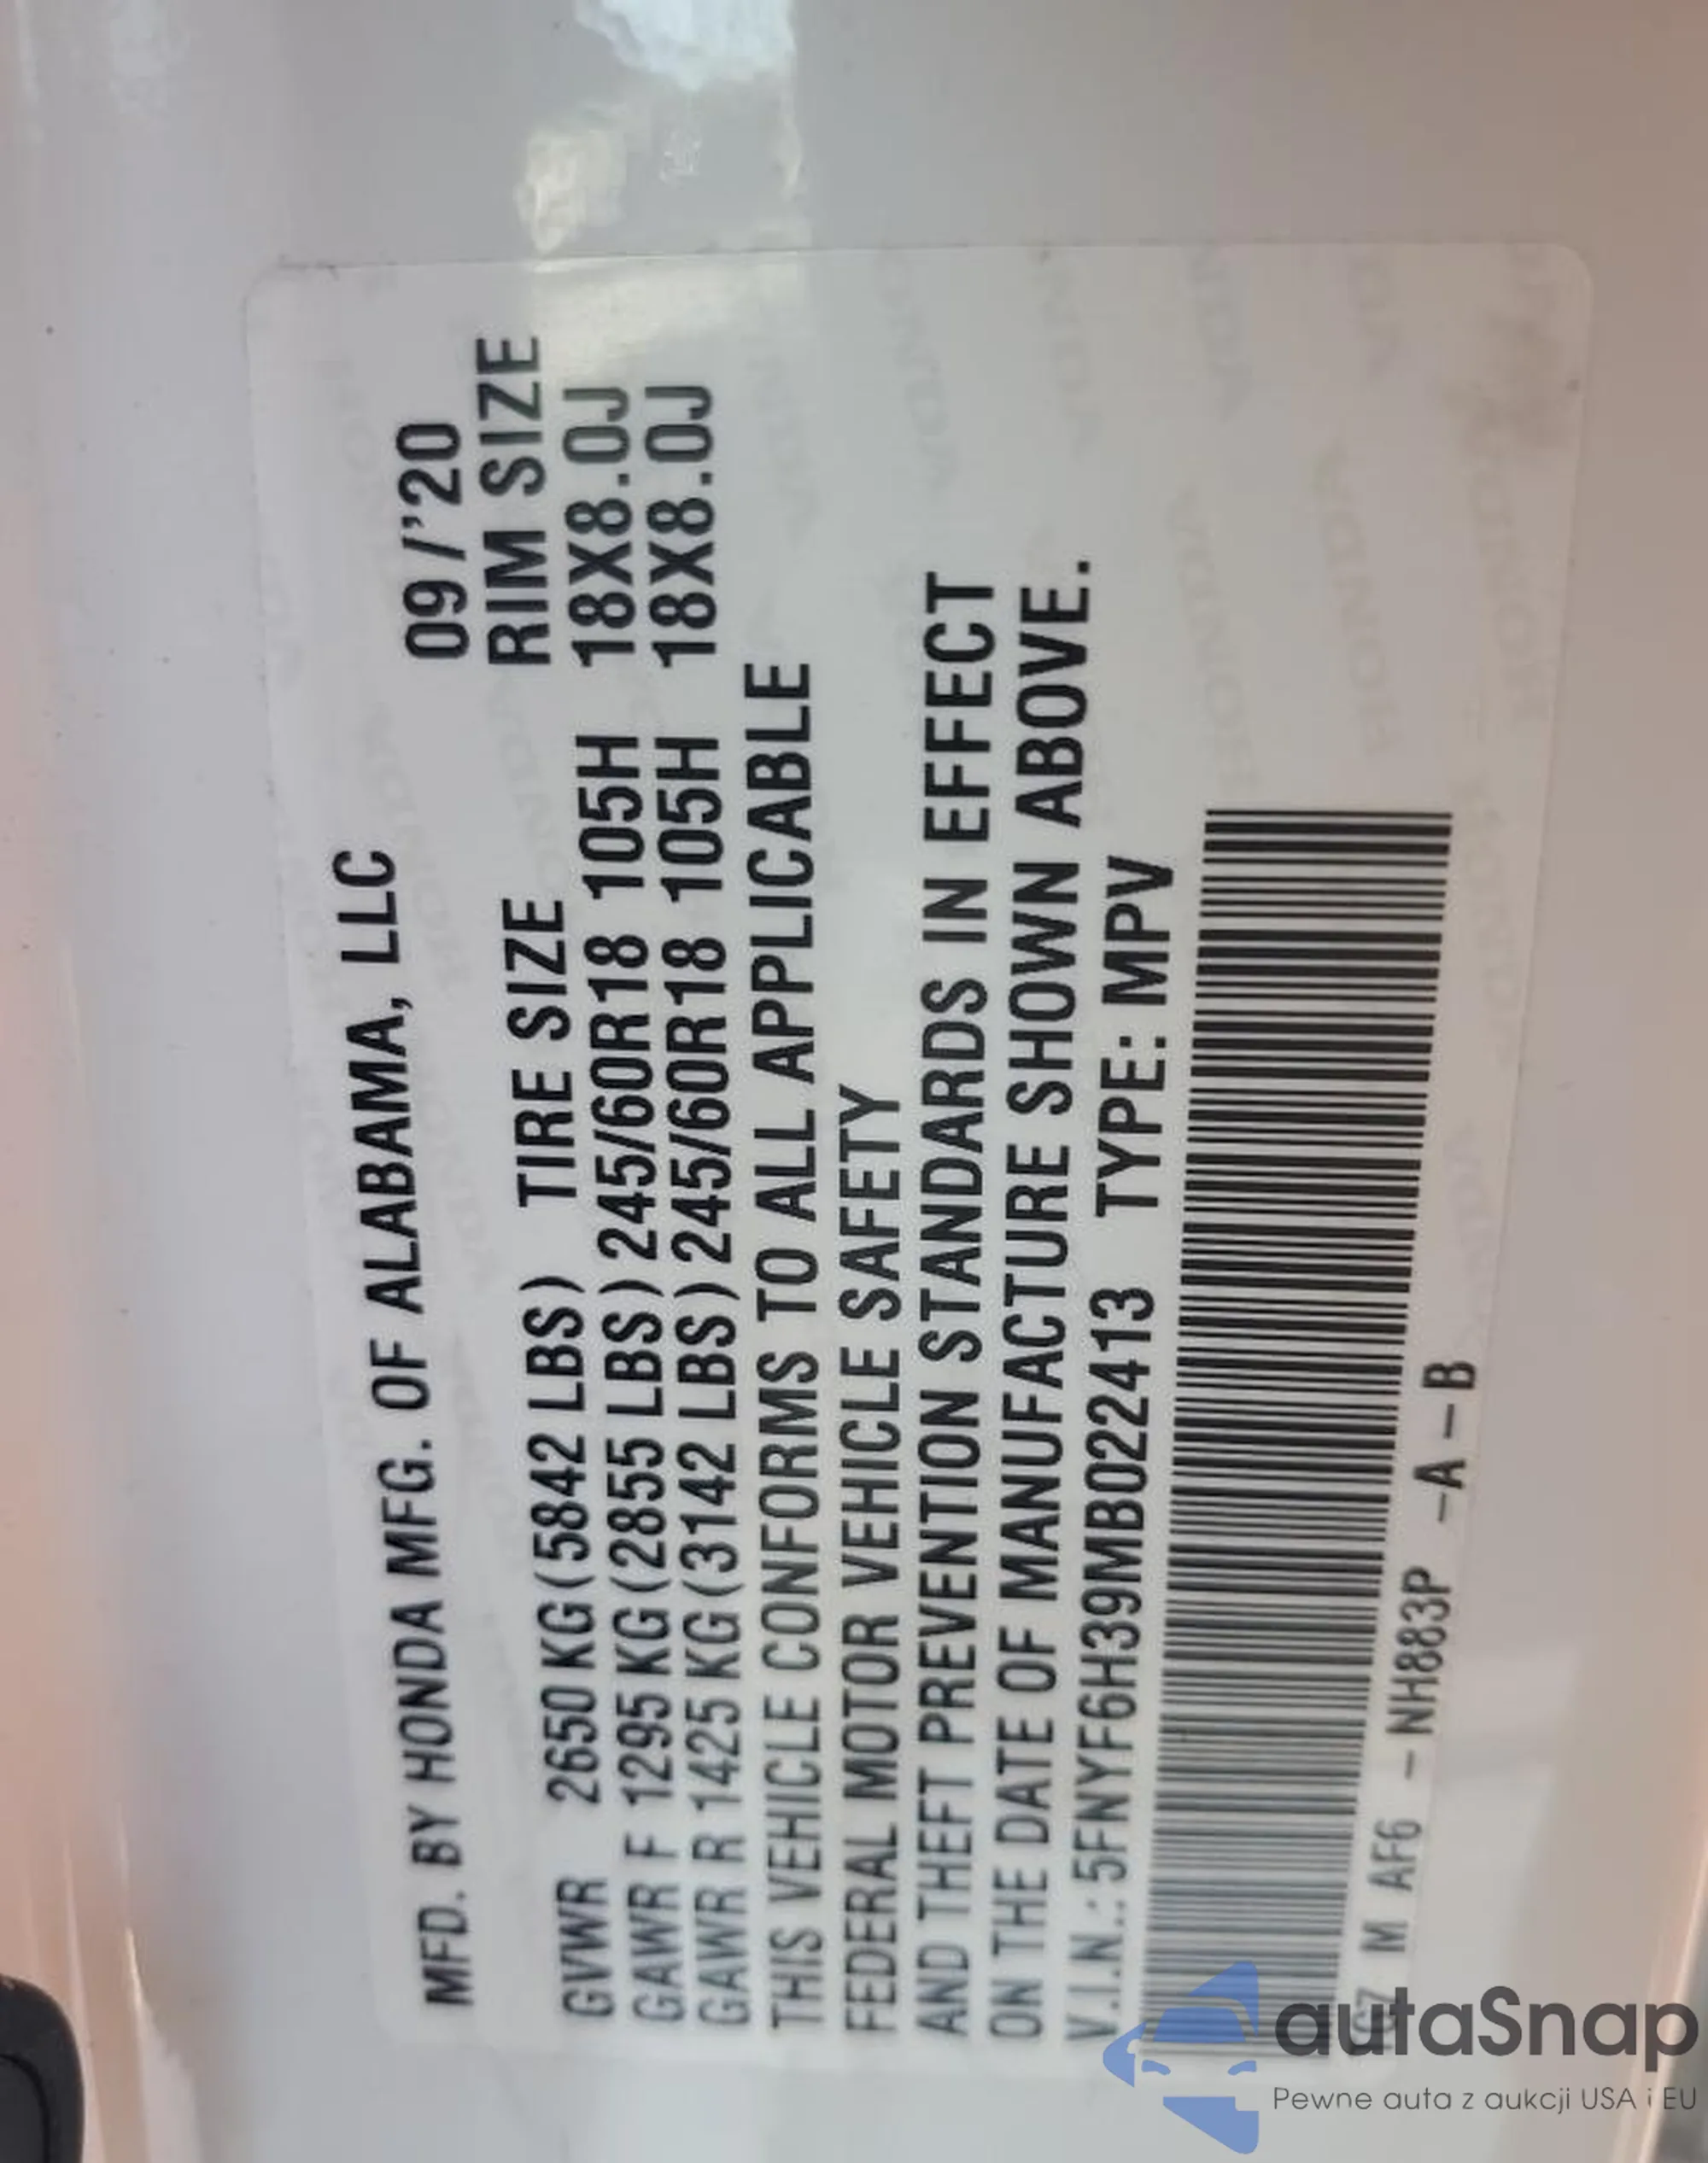 MFD. BY HONDA MFG. OF ALABAMA, LLC
09/'20
TIRE SIZE RIM SIZE
GVWR 2650 KG (5842 LBS)
GAWR F 1295 KG (2855 LBS) 245/60R18 105H 18X8.0J
GAWR R 1425 KG (3142 LBS) 245/60R18 105H 18X8.0J
THIS VEHICLE CONFORMS TO ALL APPLICABLE
FEDERAL MOTOR VEHICLE SAFETY
AND THEFT PREVENTION STANDARDS IN EFFECT
ON THE DATE OF MANUFACTURE SHOWN ABOVE.
V.I.N.: 5FNYF6H39MB022413 TYPE: MPV
M AF6 - NH883P - A - B
autaSnap
Pewne auta z aukcji USA i EU